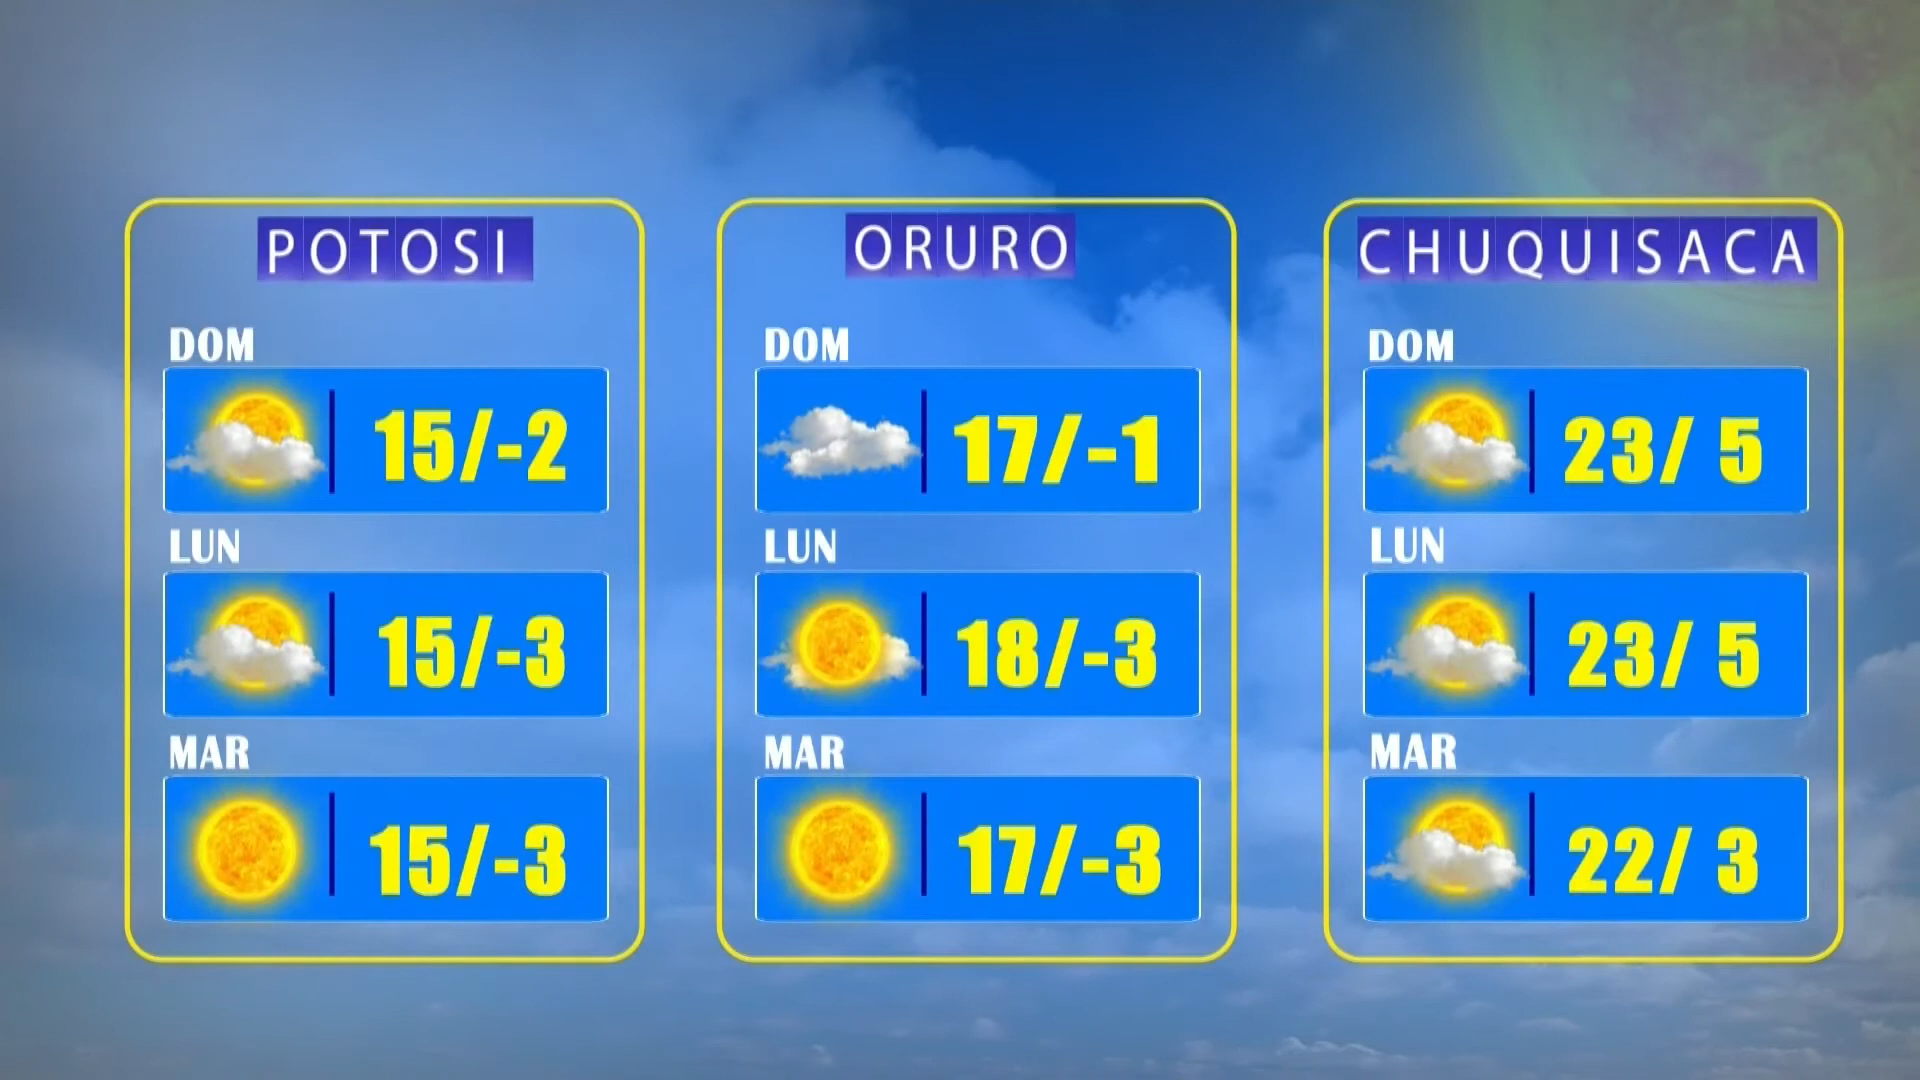 POTOSI
DOM
15/-2
LUN
15/-3
MAR
15/-3
ORURO
DOM
17/-1
LUN
18/-3
MAR
17/-3
CHUQUISACA
DOM
23/ 5
LUN
23/ 5
MAR
22/ 3